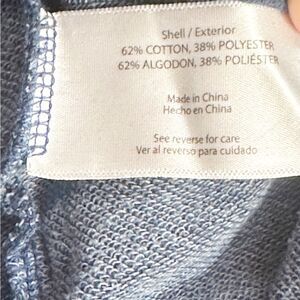 Shell / Exterior
62% COTTON, 38% POLYESTER
62% ALGODON, 38% POLIÉSTER
Made in China
Hecho en China
See reverse for care
Ver al reverso para cuidado